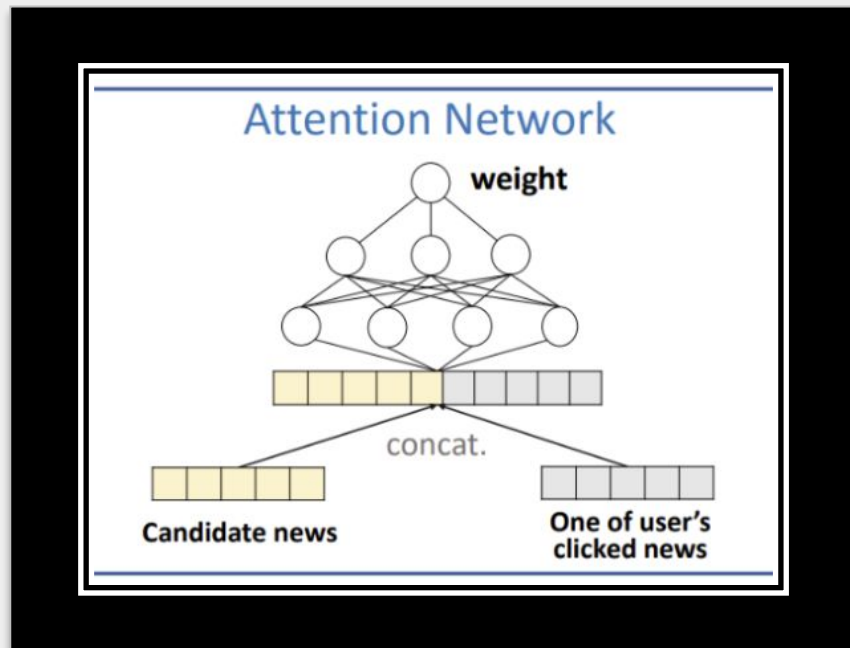 Attention Network
weight
concat.
Candidate news
One of user's
clicked news